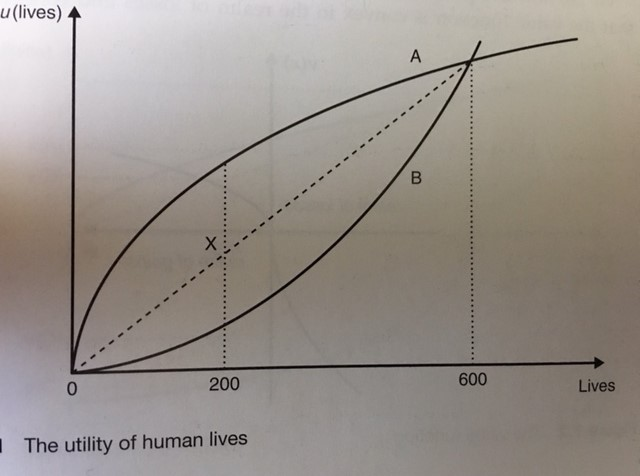 u(lives)
A
B
X
0
200
600
Lives
The utility of human lives